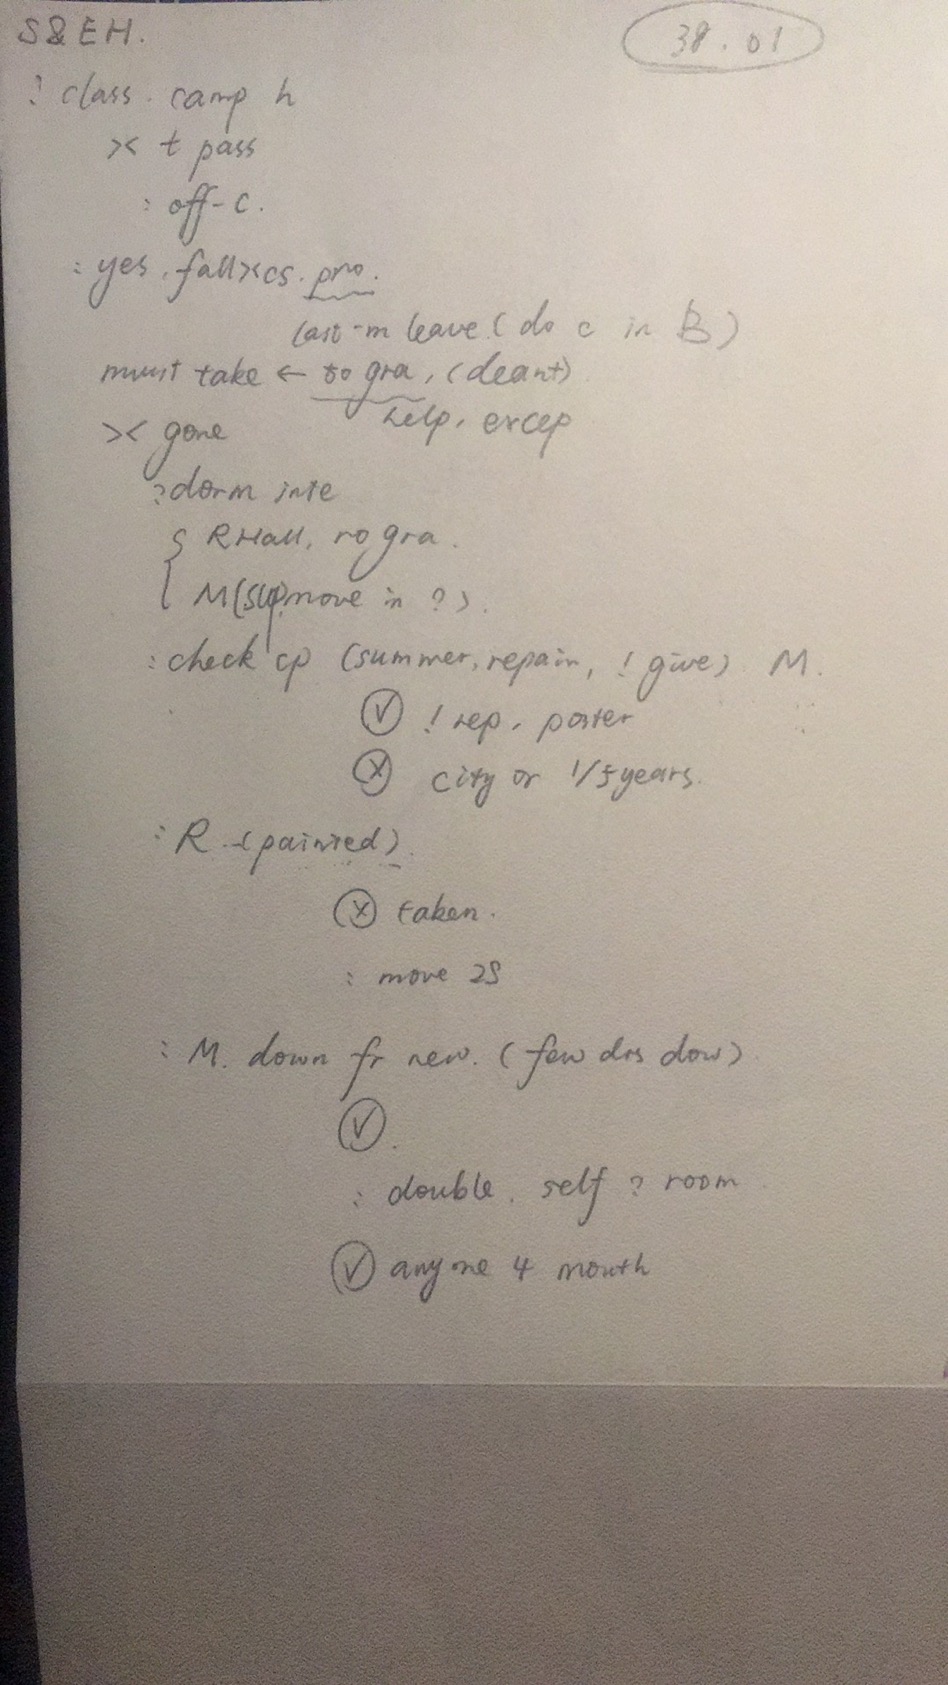 S&EH. 38.01
? class. camp h
>< t pass
: off-c.
: yes. fall>< cs. pro.
last-m leave (do c in B)
must take ← to gra, (deant)
help. excep
>< gone
? dorm inte
{ RHall, ro gra.
M(sup move in ?).
: check cp (summer, repain, ! give) M.
✓ ! rep. poster
× city or 1/5 years.
: R (painted).
× taken.
: move 2S
: M. down fr new. (few drs dow)
✓.
: double. self ? room
✓ anyone 4 mouth